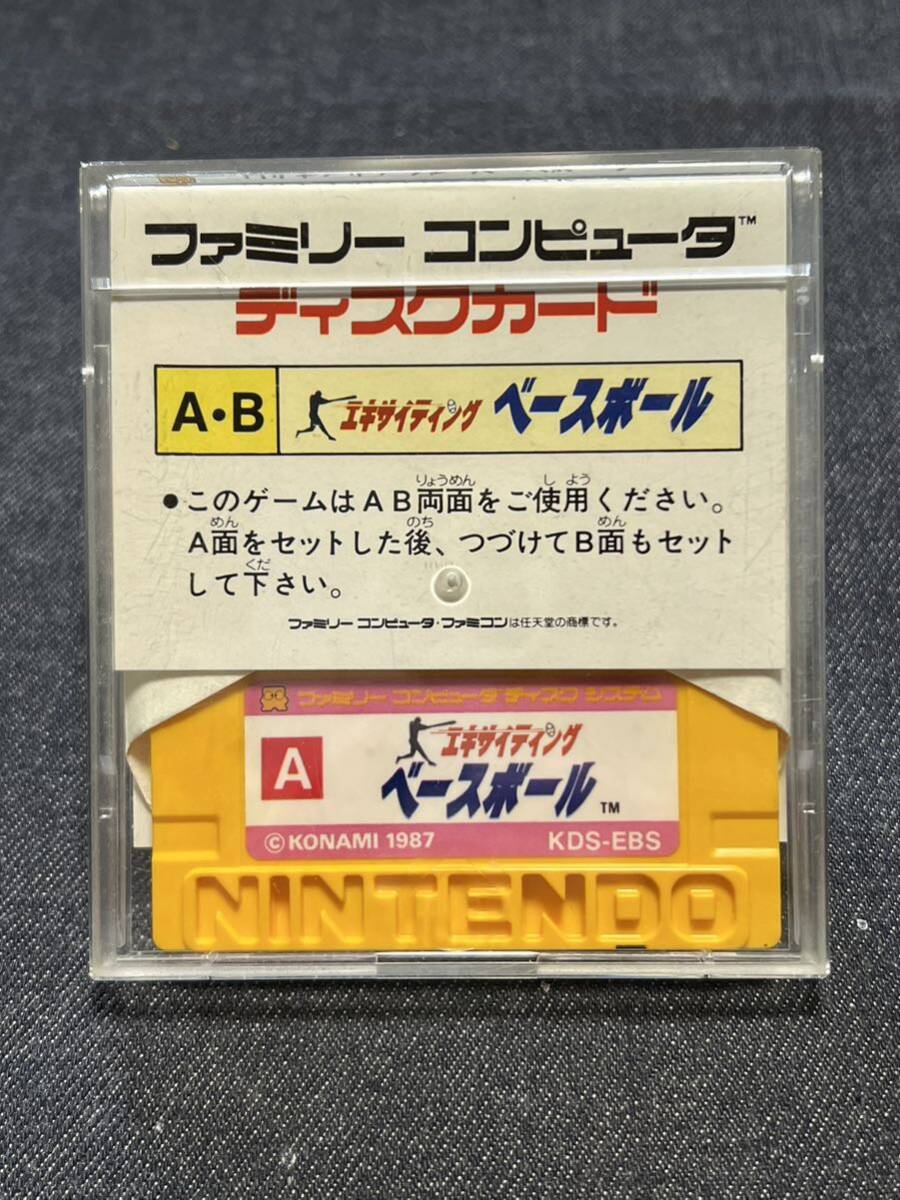 ファミリー コンピュータ™
ディスクカード
A・B エキサイティング ベースボール
●このゲームはAB両面をご使用ください。
A面をセットした後、つづけてB面もセット
して下さい。
ファミリー コンピュータ・ファミコンは任天堂の商標です。
ファミリー コンピュータ ディスク システム
A エキサイティング
ベースボール™
©KONAMI 1987 KDS-EBS
NINTENDO